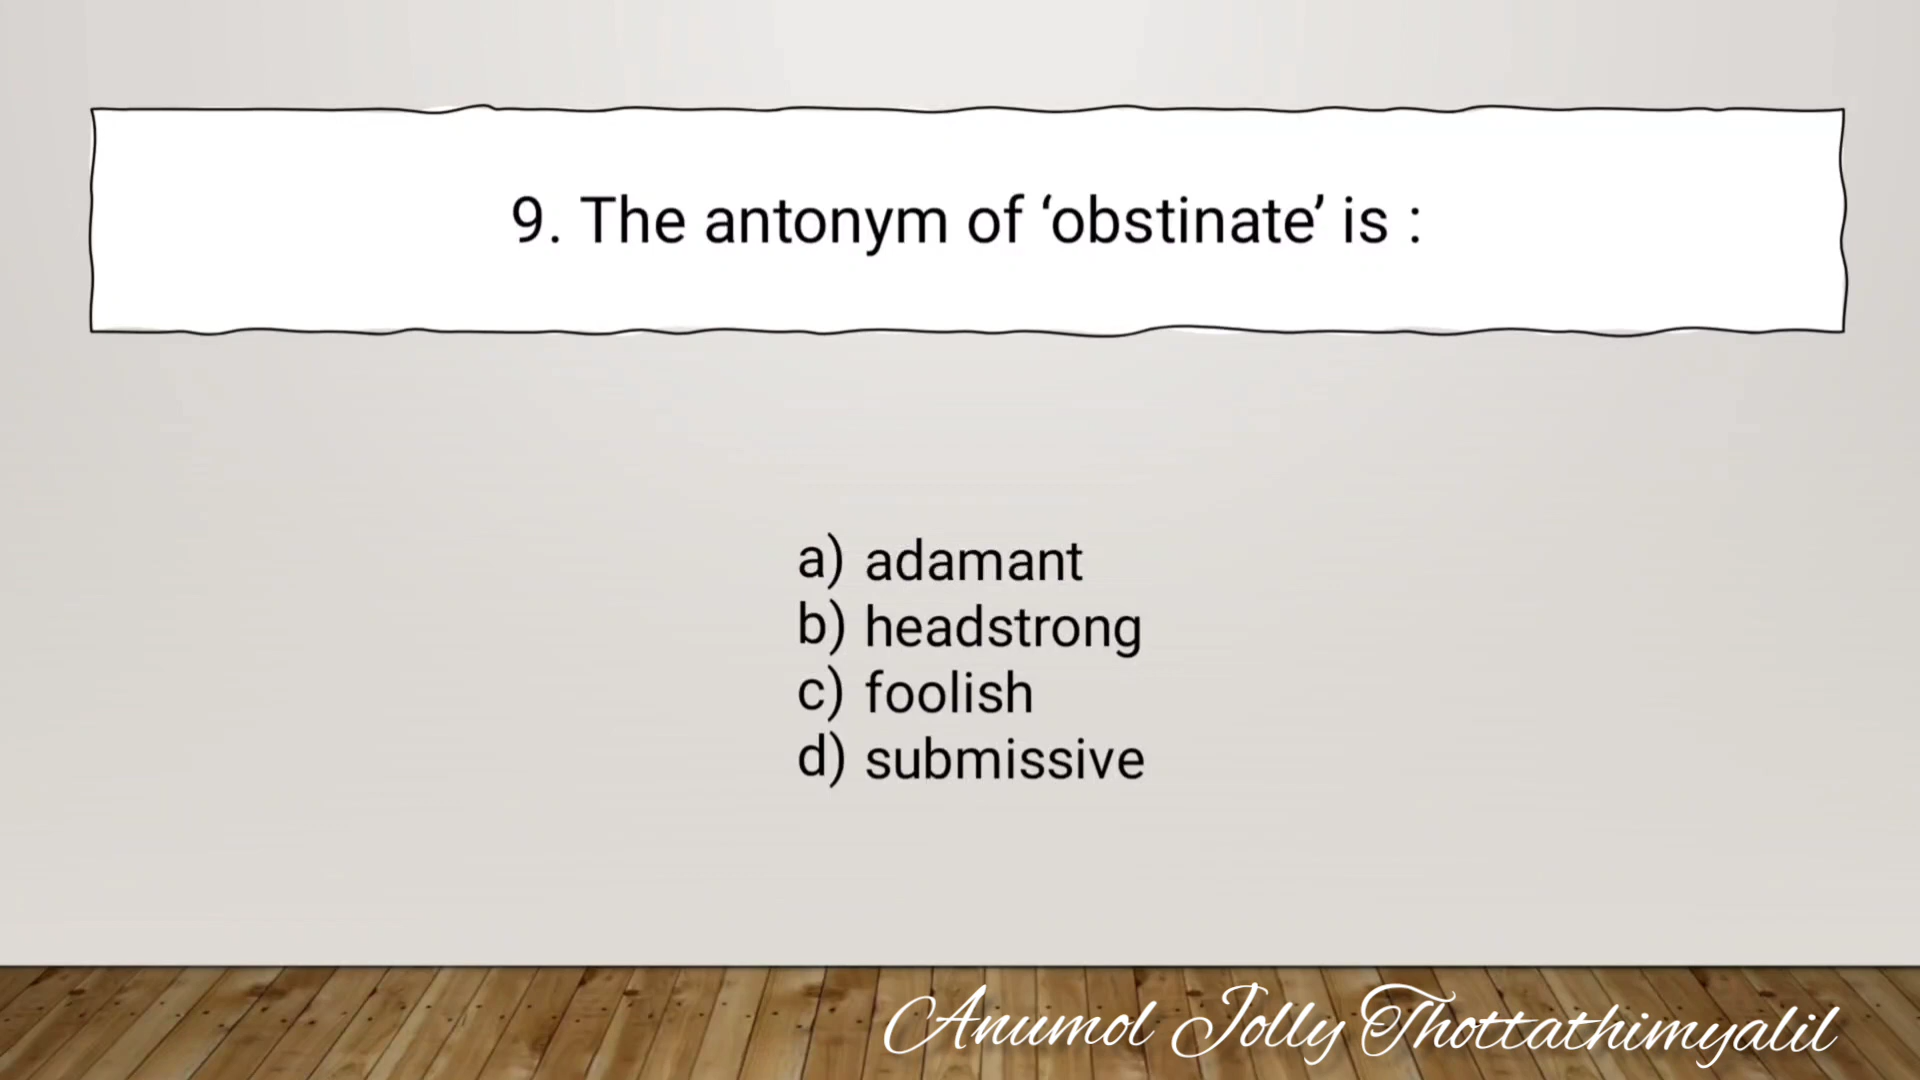 9. The antonym of ‘obstinate’ is :
a) adamant
b) headstrong
c) foolish
d) submissive
Anumol Jolly Thottathimyalil